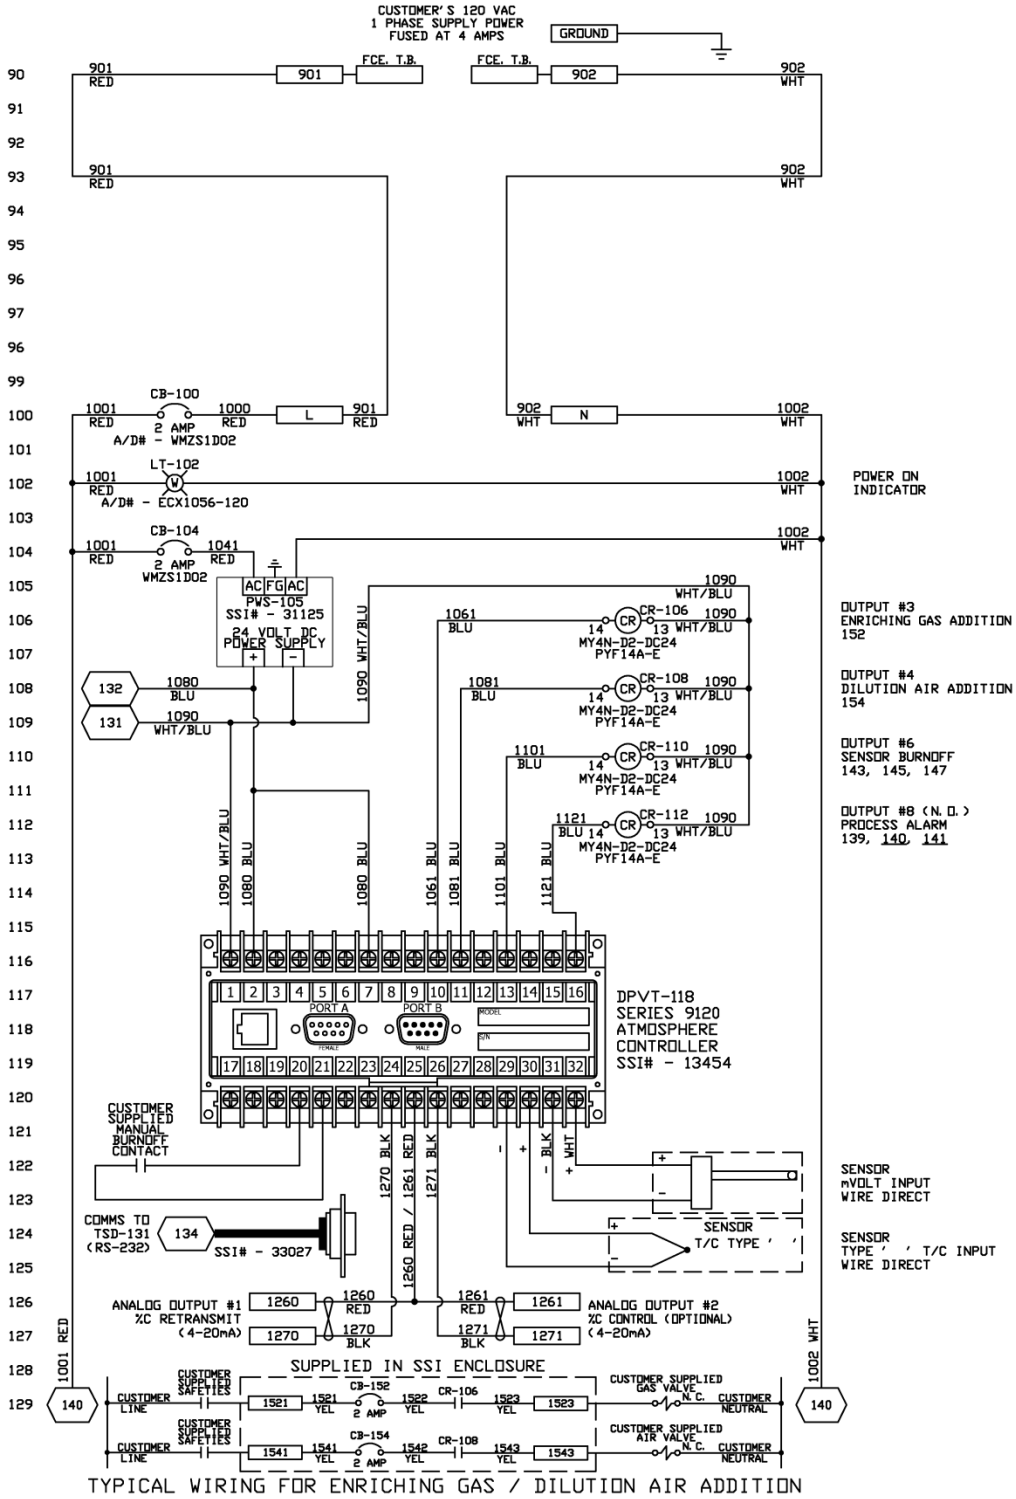 CUSTOMER'S 120 VAC
1 PHASE SUPPLY POWER
FUSED AT 4 AMPS
GROUND
FCE. T.B.
FCE. T.B.
90
901
RED
901
902
902
WHT
91
92
93
901
RED
902
WHT
94
95
96
97
96
99
100
1001
RED
CB-100
2 AMP
A/D# - WMZS1D02
1000
RED
L
901
RED
902
WHT
N
1002
WHT
101
102
1001
RED
LT-102
W
A/D# - ECX1056-120
1002
WHT
POWER ON
INDICATOR
103
104
1001
RED
CB-104
2 AMP
WMZS1D02
1041
RED
1002
WHT
105
AC FG AC
PWS-105
SSI# - 31125
24 VOLT DC
POWER SUPPLY
+ -
1090 WHT/BLU
1090
WHT/BLU
106
1061
BLU
14 CR 13
CR-106
MY4N-D2-DC24
PYF14A-E
1090
WHT/BLU
OUTPUT #3
ENRICHING GAS ADDITION
152
107
108
132
1080
BLU
1081
BLU
14 CR 13
CR-108
MY4N-D2-DC24
PYF14A-E
1090
WHT/BLU
OUTPUT #4
DILUTION AIR ADDITION
154
109
131
1090
WHT/BLU
110
1101
BLU
14 CR 13
CR-110
MY4N-D2-DC24
PYF14A-E
1090
WHT/BLU
OUTPUT #6
SENSOR BURNOFF
143, 145, 147
111
112
1121
BLU
14 CR 13
CR-112
MY4N-D2-DC24
PYF14A-E
1090
WHT/BLU
OUTPUT #8 (N.O.)
PROCESS ALARM
139, 140, 141
113
1090 WHT/BLU
1080 BLU
1080 BLU
1061 BLU
1081 BLU
1101 BLU
1121 BLU
114
115
116
117
1 2 3 4 5 6 7 8 9 10 11 12 13 14 15 16
118
PORT A
FEMALE
PORT B
MALE
MODEL
S/N
DPVT-118
SERIES 9120
ATMOSPHERE
CONTROLLER
SSI# - 13454
119
17 18 19 20 21 22 23 24 25 26 27 28 29 30 31 32
120
121
CUSTOMER
SUPPLIED
MANUAL
BURNOFF
CONTACT
1270 BLK
1260 RED / 1261 RED
1271 BLK
-
+
- BLK
+ WHT
122
+
-
SENSOR
mVOLT INPUT
WIRE DIRECT
123
124
COMMS TO
TSD-131
(RS-232)
134
SSI# - 33027
+
-
SENSOR
T/C TYPE ' '
SENSOR
TYPE ' ' T/C INPUT
WIRE DIRECT
125
126
ANALOG OUTPUT #1
%C RETRANSMIT
(4-20mA)
1260
1260
RED
1261
RED
1261
ANALOG OUTPUT #2
%C CONTROL (OPTIONAL)
(4-20mA)
127
1270
1270
BLK
1271
BLK
1271
1001 RED
1002 WHT
128
SUPPLIED IN SSI ENCLOSURE
129
140
CUSTOMER
LINE
CUSTOMER
SUPPLIED
SAFETIES
1521
1521
YEL
CB-152
2 AMP
1522
YEL
CR-106
1523
YEL
1523
CUSTOMER SUPPLIED
GAS VALVE
N.C.
CUSTOMER
NEUTRAL
140
CUSTOMER
LINE
CUSTOMER
SUPPLIED
SAFETIES
1541
1541
YEL
CB-154
2 AMP
1542
YEL
CR-108
1543
YEL
1543
CUSTOMER SUPPLIED
AIR VALVE
N.C.
CUSTOMER
NEUTRAL
TYPICAL WIRING FOR ENRICHING GAS / DILUTION AIR ADDITION